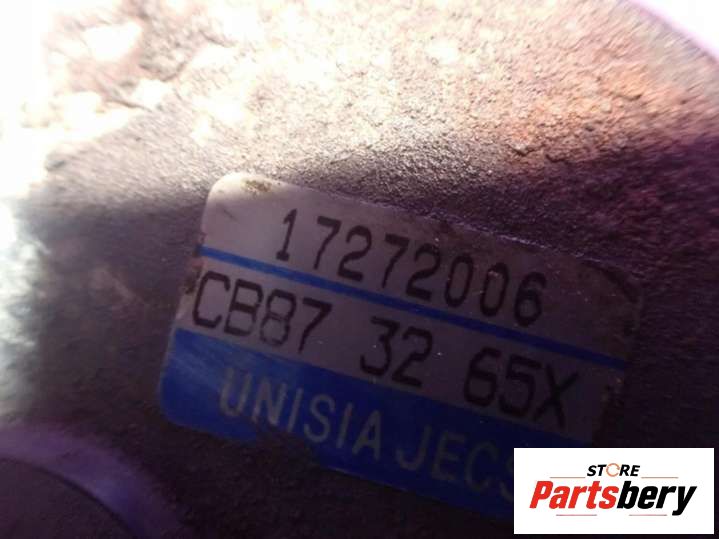 17272006
CB87 32 65X
UNISIA JECS
STORE
Partsbery